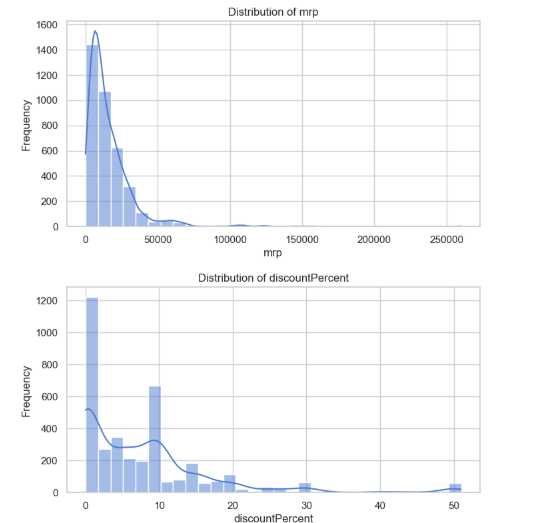 Distribution of mrp
1600
1400
1200
1000
800
600
400
200
0
Frequency
0 50000 100000 150000 200000 250000
mrp
Distribution of discountPercent
1200
1000
800
600
400
200
0
Frequency
0 10 20 30 40 50
discountPercent